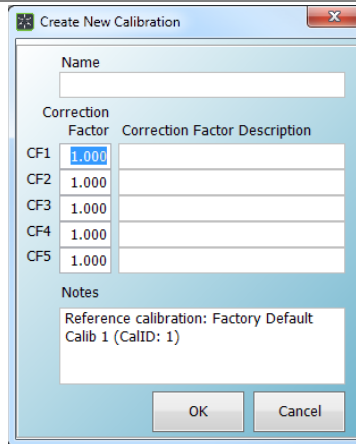 Create New Calibration
Name
Correction
Factor Correction Factor Description
CF1 1.000
CF2 1.000
CF3 1.000
CF4 1.000
CF5 1.000
Notes
Reference calibration: Factory Default
Calib 1 (CalID: 1)
OK Cancel